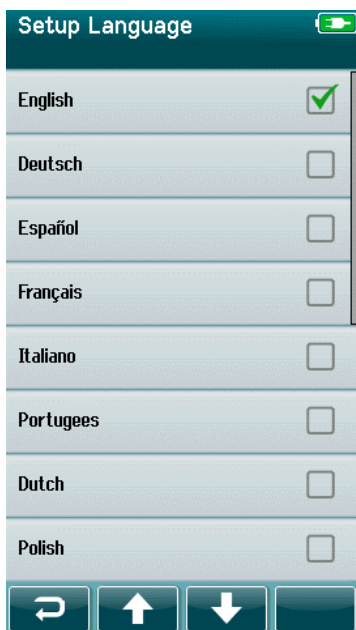 Setup Language
English
Deutsch
Español
Français
Italiano
Portugees
Dutch
Polish